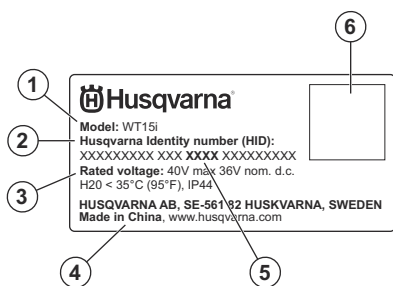 6
1
Husqvarna
Model: WT15i
2
Husqvarna Identity number (HID):
XXXXXXXXX XXX XXXX XXXXXXXXX
3
Rated voltage: 40V max 36V nom. d.c.
H20 < 35°C (95°F), IP44
HUSQVARNA AB, SE-561 82 HUSKVARNA, SWEDEN
Made in China, www.husqvarna.com
4
5